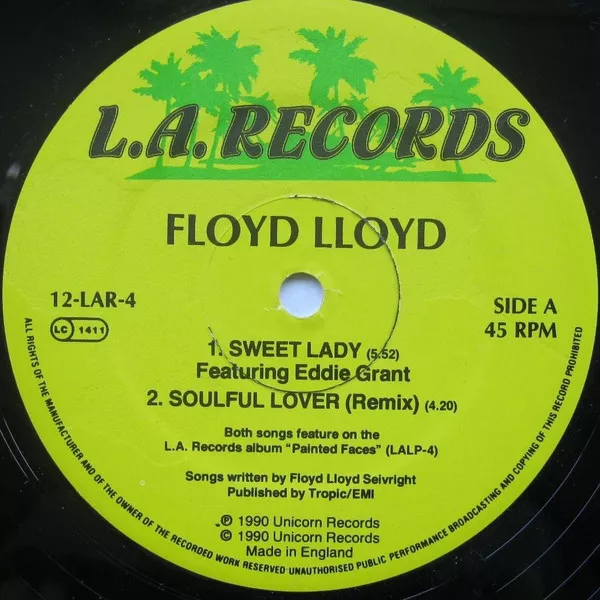 L.A. RECORDS
FLOYD LLOYD
12-LAR-4
LC 1411
SIDE A
45 RPM
1. SWEET LADY (5:52)
Featuring Eddie Grant
2. SOULFUL LOVER (Remix) (4.20)
Both songs feature on the
L.A. Records album "Painted Faces" (LALP-4)
Songs written by Floyd Lloyd Seivright
Published by Tropic/EMI
℗ 1990 Unicorn Records
© 1990 Unicorn Records
Made in England
ALL RIGHTS OF THE MANUFACTURER AND OF THE OWNER OF THE RECORDED WORK RESERVED·UNAUTHORISED PUBLIC PERFORMANCE BROADCASTING AND COPYING OF THIS RECORD PROHIBITED